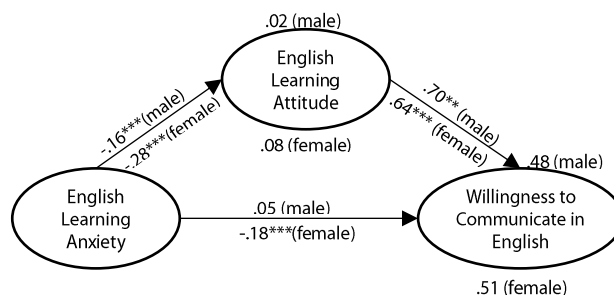 .02 (male)
English
Learning
Attitude
.08 (female)
-.16***(male)
-.28***(female)
.70** (male)
.64*** (female)
English
Learning
Anxiety
.05 (male)
-.18***(female)
.48 (male)
Willingness to
Communicate in
English
.51 (female)